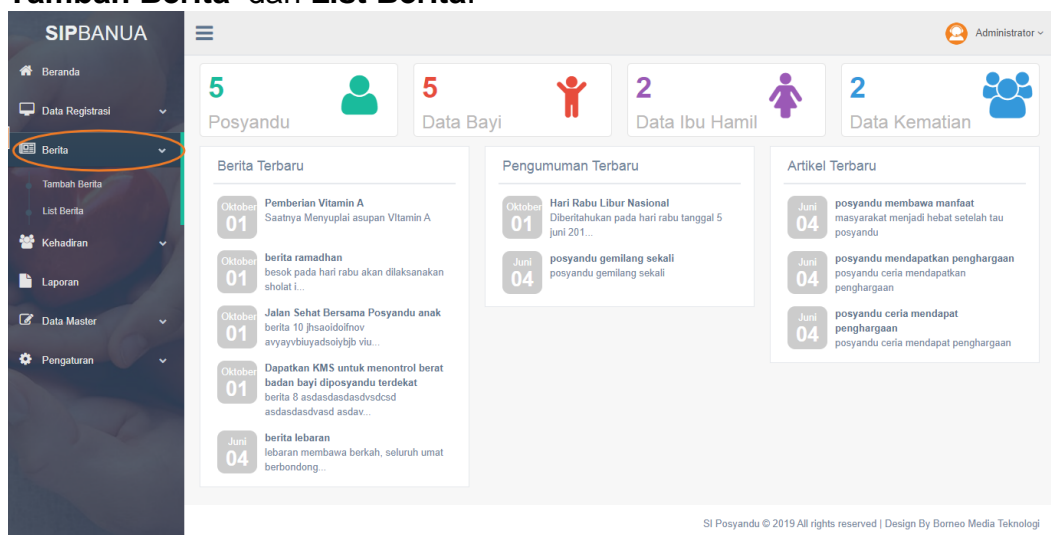 Tambah Berita dan List Berita.
SIPBANUA
Administrator
Beranda
Data Registrasi
Berita
Tambah Berita
List Berita
Kehadiran
Laporan
Data Master
Pengaturan
5
Posyandu
5
Data Bayi
2
Data Ibu Hamil
2
Data Kematian
Berita Terbaru
Oktober
01
Pemberian Vitamin A
Saatnya Menyuplai asupan VItamin A
Oktober
01
berita ramadhan
besok pada hari rabu akan dilaksanakan
sholat i...
Oktober
01
Jalan Sehat Bersama Posyandu anak
berita 10 jhsaoidoifnov
avyayvbiuyadsoiybjb viu...
Oktober
01
Dapatkan KMS untuk menontrol berat
badan bayi diposyandu terdekat
berita 8 asdasdasdasdvsdcsd
asdasdasdvasd asdav...
Juni
04
berita lebaran
lebaran membawa berkah, seluruh umat
berbondong...
Pengumuman Terbaru
Oktober
01
Hari Rabu Libur Nasional
Diberitahukan pada hari rabu tanggal 5
juni 201...
Juni
04
posyandu gemilang sekali
posyandu gemilang sekali
Artikel Terbaru
Juni
04
posyandu membawa manfaat
masyarakat menjadi hebat setelah tau
posyandu
Juni
04
posyandu mendapatkan penghargaan
posyandu ceria mendapatkan
penghargaan
Juni
04
posyandu ceria mendapat
penghargaan
posyandu ceria mendapat penghargaan
SI Posyandu © 2019 All rights reserved | Design By Borneo Media Teknologi